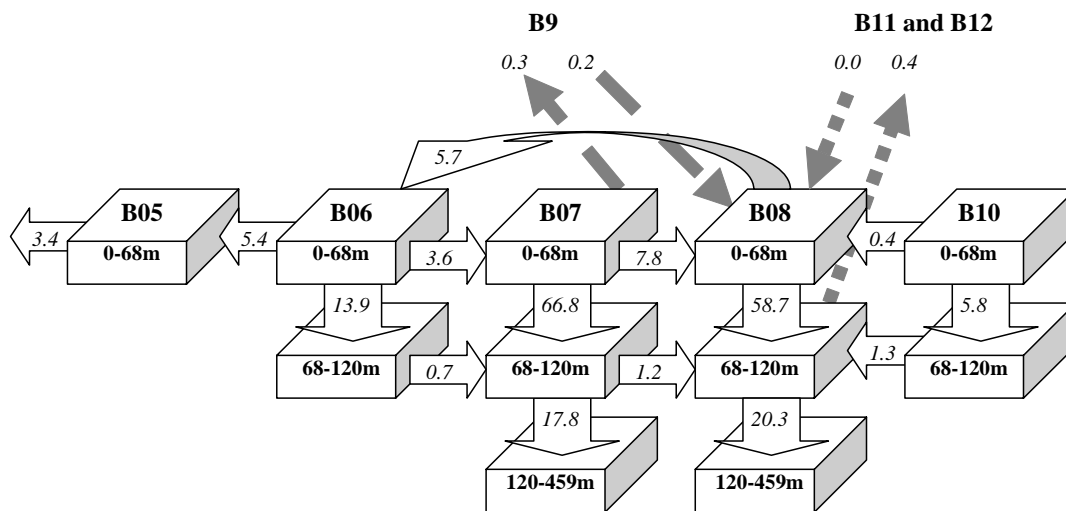 B9
B11 and B12
0.3
0.2
0.0
0.4
5.7
B05
B06
B07
B08
B10
3.4
0-68m
5.4
0-68m
3.6
0-68m
7.8
0-68m
0.4
0-68m
13.9
66.8
58.7
5.8
68-120m
0.7
68-120m
1.2
68-120m
1.3
68-120m
17.8
20.3
120-459m
120-459m